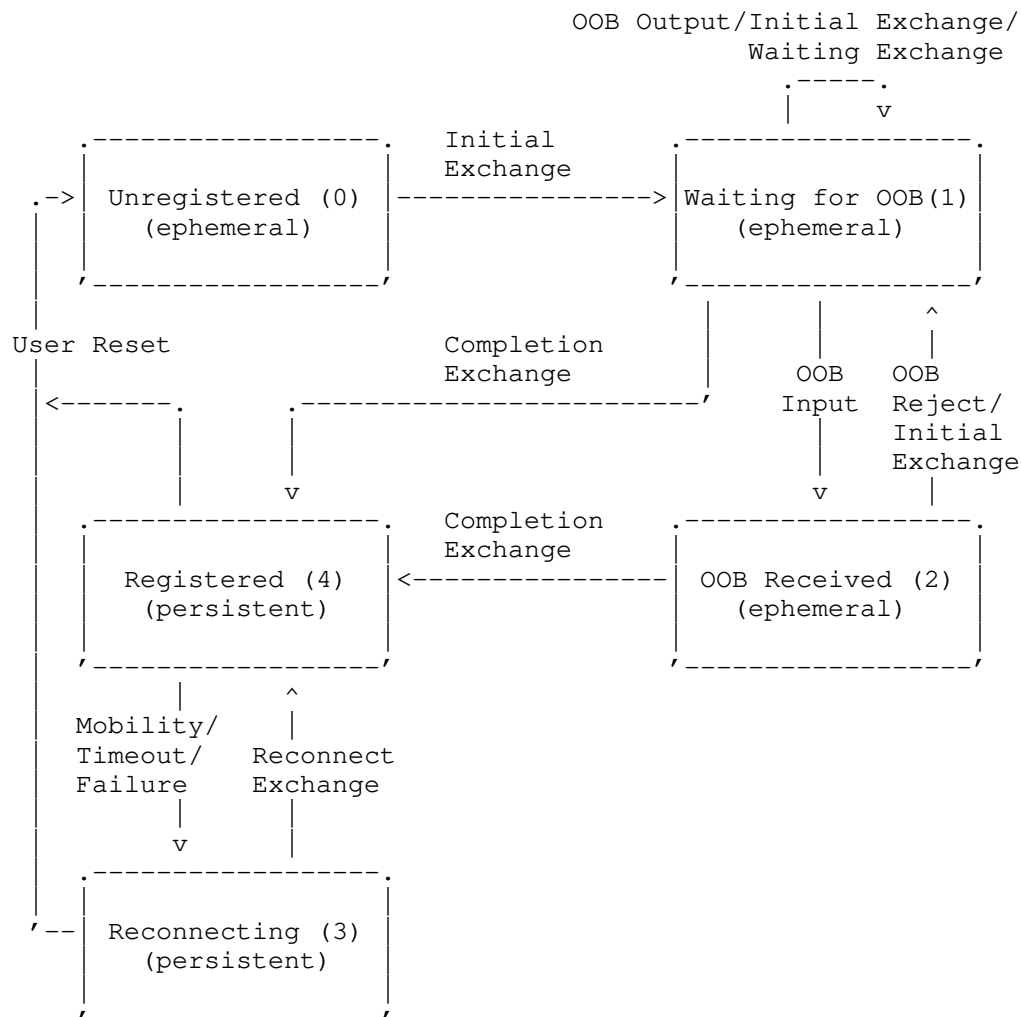 OOB Output/Initial Exchange/
Waiting Exchange
Initial
Exchange
Unregistered (0)
(ephemeral)
Waiting for OOB(1)
(ephemeral)
User Reset
Completion
Exchange
OOB
Input
OOB
Reject/
Initial
Exchange
Registered (4)
(persistent)
Completion
Exchange
OOB Received (2)
(ephemeral)
Mobility/
Timeout/
Failure
Reconnect
Exchange
Reconnecting (3)
(persistent)